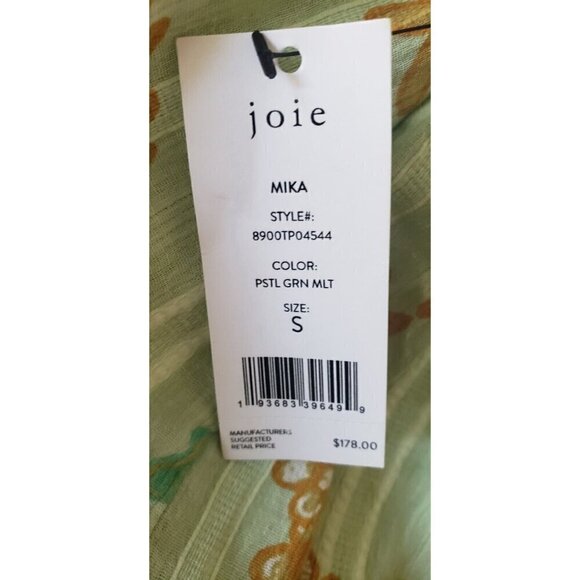 joie
MIKA
STYLE#:
8900TP04544
COLOR:
PSTL GRN MLT
SIZE:
S
1 93683 39649 9
MANUFACTURERS
SUGGESTED
RETAIL PRICE
$178.00